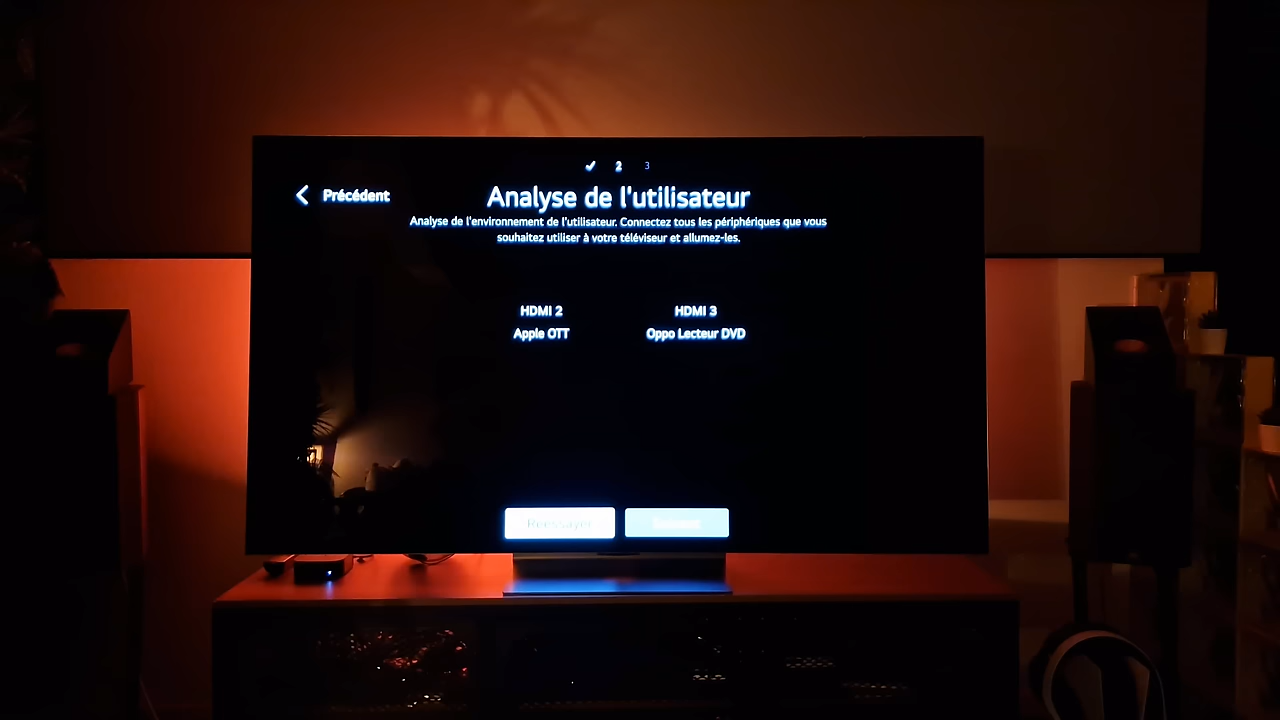 ✔ 2 3
Précédent
Analyse de l'utilisateur
Analyse de l'environnement de l'utilisateur. Connectez tous les périphériques que vous
souhaitez utiliser à votre téléviseur et allumez-les.
HDMI 2 HDMI 3
Apple OTT Oppo Lecteur DVD
Réessayer